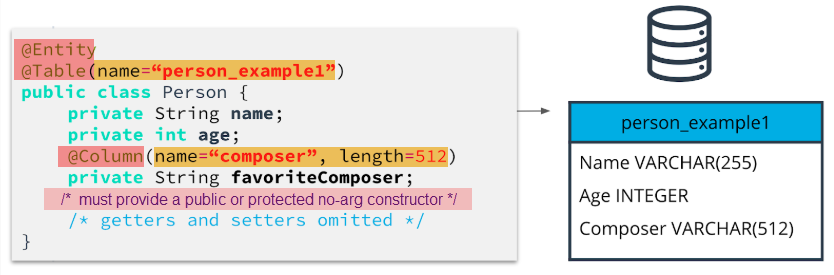 @Entity
@Table(name=“person_example1”)
public class Person {
private String name;
private int age;
@Column(name=“composer”, length=512)
private String favoriteComposer;
/* must provide a public or protected no-arg constructor */
/* getters and setters omitted */
}
person_example1
Name VARCHAR(255)
Age INTEGER
Composer VARCHAR(512)